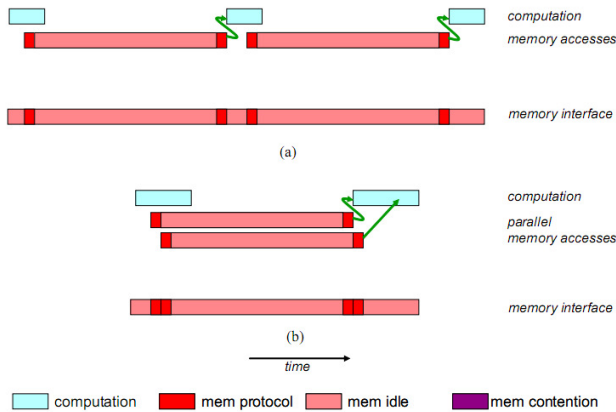 computation
memory accesses
memory interface
(a)
computation
parallel
memory accesses
memory interface
(b)
time
computation
mem protocol
mem idle
mem contention